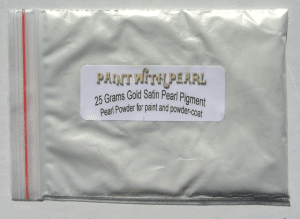 PAINT WITH PEARL
25 Grams Gold Satin Pearl Pigment
Pearl Powder for paint and powder-coat